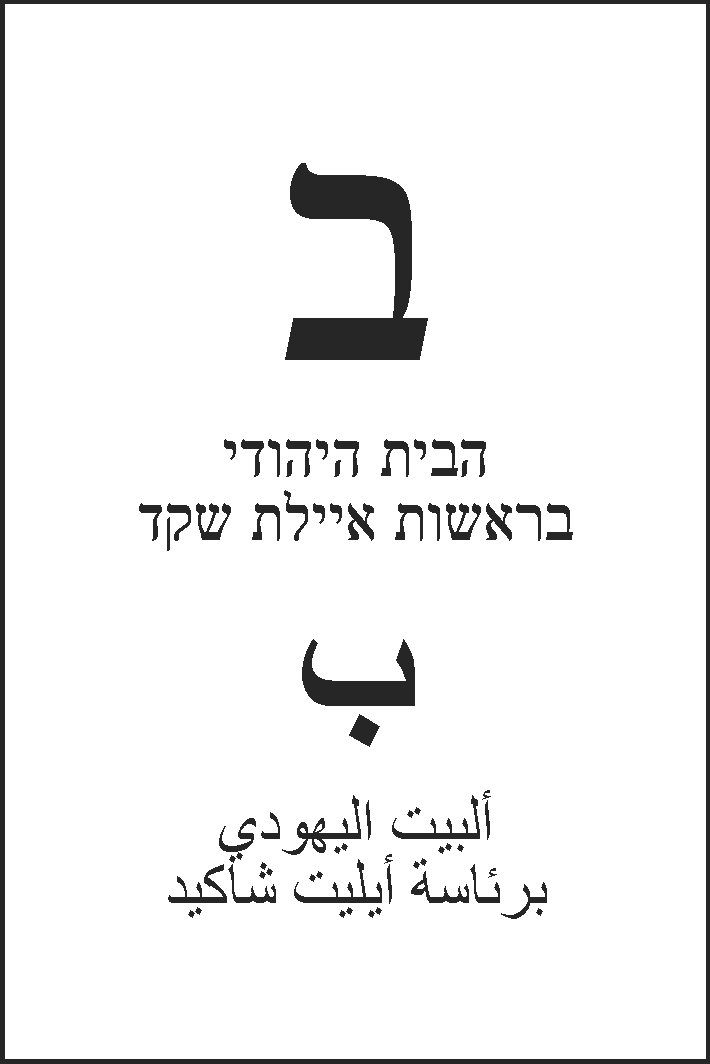 ב
הבית היהודי
בראשות איילת שקד
ب
ألبيت اليهودي
برئاسة أيليت شاكيد